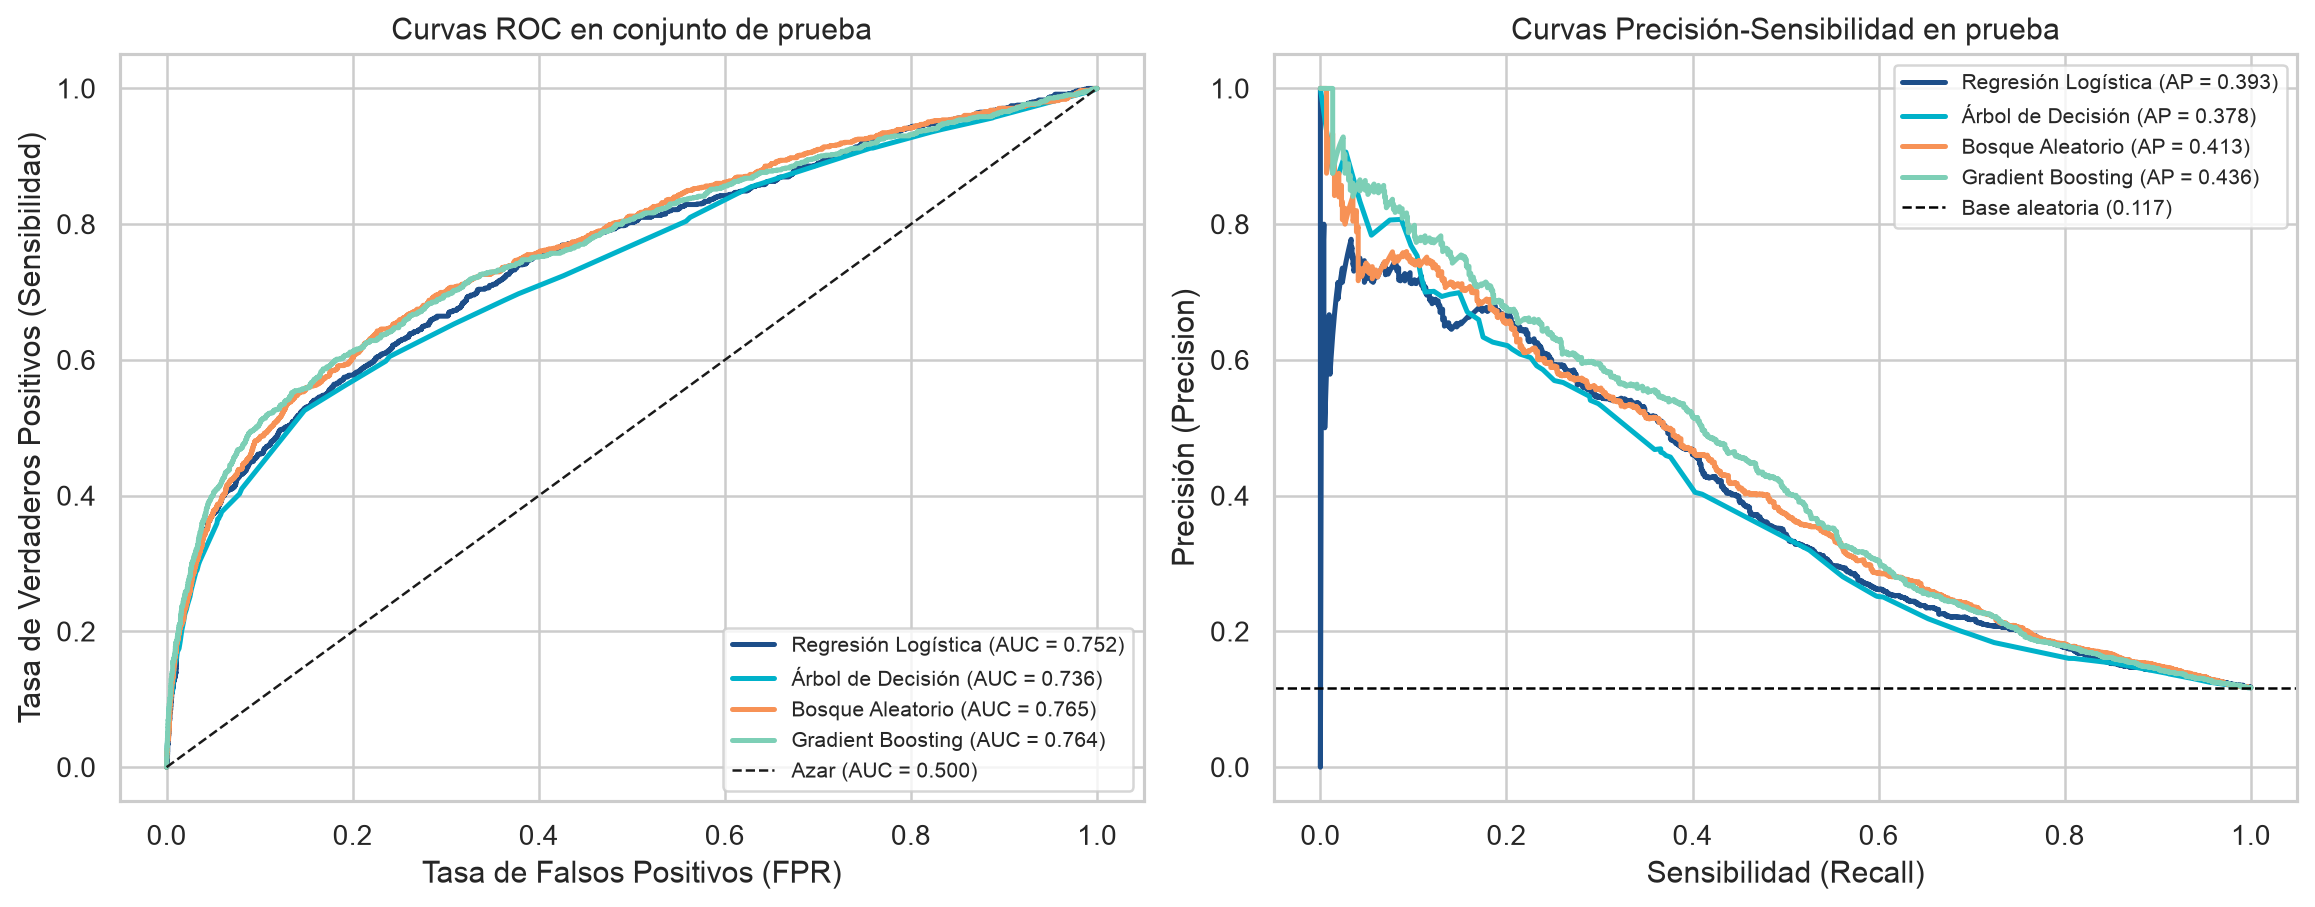 Curvas ROC en conjunto de prueba
Tasa de Verdaderos Positivos (Sensibilidad)
1.0
0.8
0.6
0.4
0.2
0.0
Regresión Logística (AUC = 0.752)
Árbol de Decisión (AUC = 0.736)
Bosque Aleatorio (AUC = 0.765)
Gradient Boosting (AUC = 0.764)
Azar (AUC = 0.500)
0.0 0.2 0.4 0.6 0.8 1.0
Tasa de Falsos Positivos (FPR)
Curvas Precisión-Sensibilidad en prueba
Precisión (Precision)
1.0
0.8
0.6
0.4
0.2
0.0
Regresión Logística (AP = 0.393)
Árbol de Decisión (AP = 0.378)
Bosque Aleatorio (AP = 0.413)
Gradient Boosting (AP = 0.436)
Base aleatoria (0.117)
0.0 0.2 0.4 0.6 0.8 1.0
Sensibilidad (Recall)